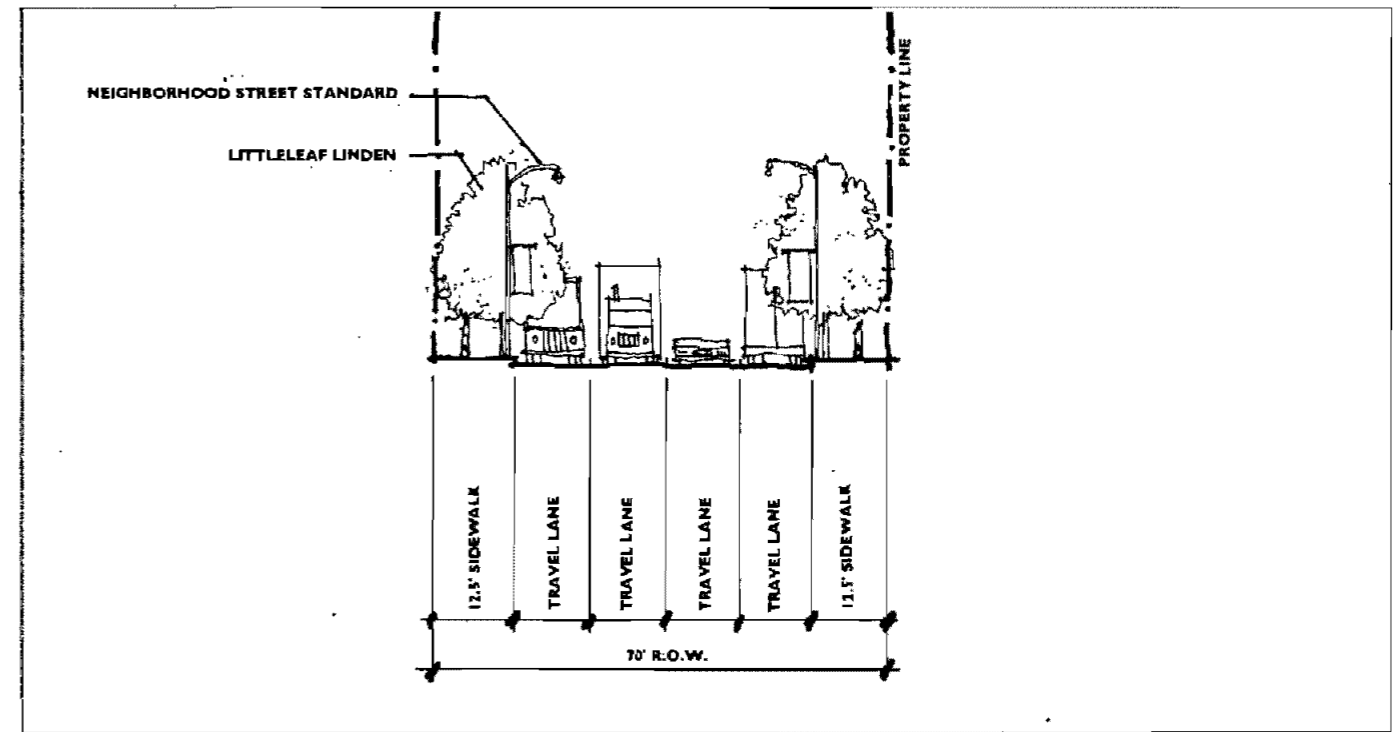 PROPERTY LINE
NEIGHBORHOOD STREET STANDARD
LITTLELEAF LINDEN
12.5' SIDEWALK
TRAVEL LANE
TRAVEL LANE
TRAVEL LANE
TRAVEL LANE
12.5' SIDEWALK
70' R.O.W.